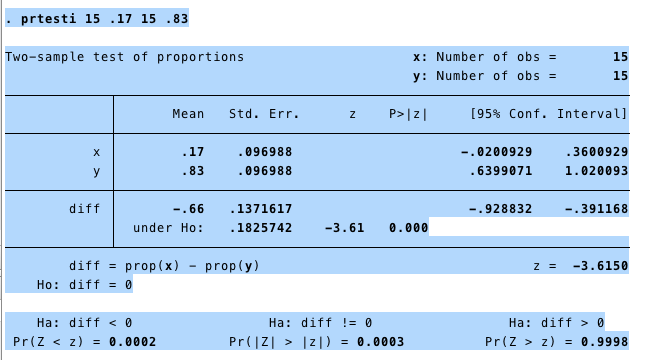 . prtesti 15 .17 15 .83
Two-sample test of proportions x: Number of obs = 15
y: Number of obs = 15
Mean Std. Err. z P>|z| [95% Conf. Interval]
x .17 .096988 -.0200929 .3600929
y .83 .096988 .6399071 1.020093
diff -.66 .1371617 -.928832 -.391168
under Ho: .1825742 -3.61 0.000
diff = prop(x) - prop(y) z = -3.6150
Ho: diff = 0
Ha: diff < 0 Ha: diff != 0 Ha: diff > 0
Pr(Z < z) = 0.0002 Pr(|Z| > |z|) = 0.0003 Pr(Z > z) = 0.9998